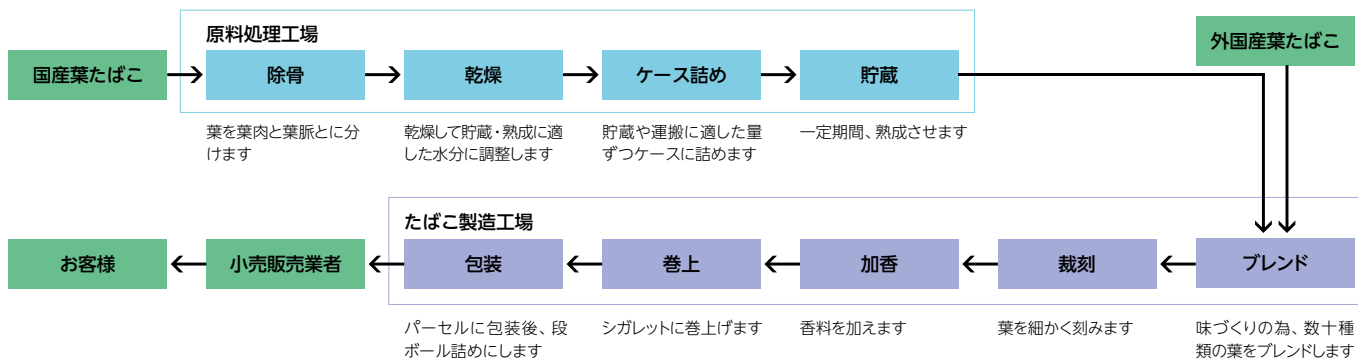 原料処理工場
外国産葉たばこ
国産葉たばこ
除骨
乾燥
ケース詰め
貯蔵
葉を葉肉と葉脈とに分
けます
乾燥して貯蔵・熟成に適
した水分に調整します
貯蔵や運搬に適した量
ずつケースに詰めます
一定期間、熟成させます
たばこ製造工場
お客様
小売販売業者
包装
巻上
加香
裁刻
ブレンド
パーセルに包装後、段
ボール詰めにします
シガレットに巻上げます
香料を加えます
葉を細かく刻みます
味づくりの為、数十種
類の葉をブレンドします